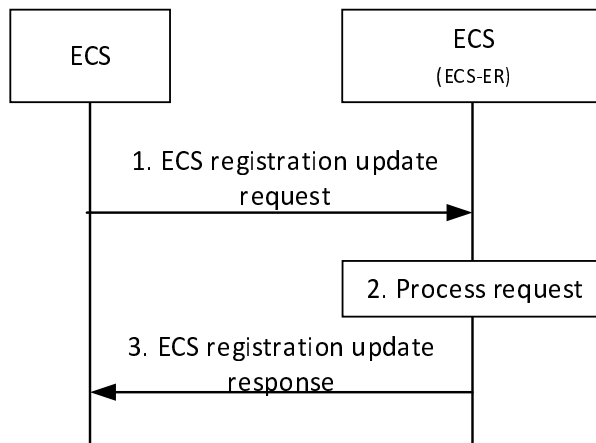 ECS
ECS
(ECS-ER)
1. ECS registration update
request
2. Process request
3. ECS registration update
response